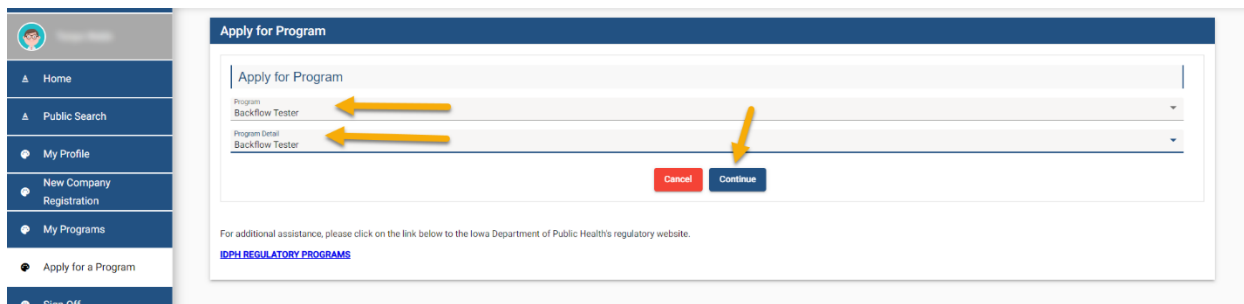 Home
Public Search
My Profile
New Company
Registration
My Programs
Apply for a Program
Sign Off
Apply for Program
Apply for Program
Program
Backflow Tester
Program Detail
Backflow Tester
Cancel Continue
For additional assistance, please click on the link below to the Iowa Department of Public Health's regulatory website.
IDPH REGULATORY PROGRAMS